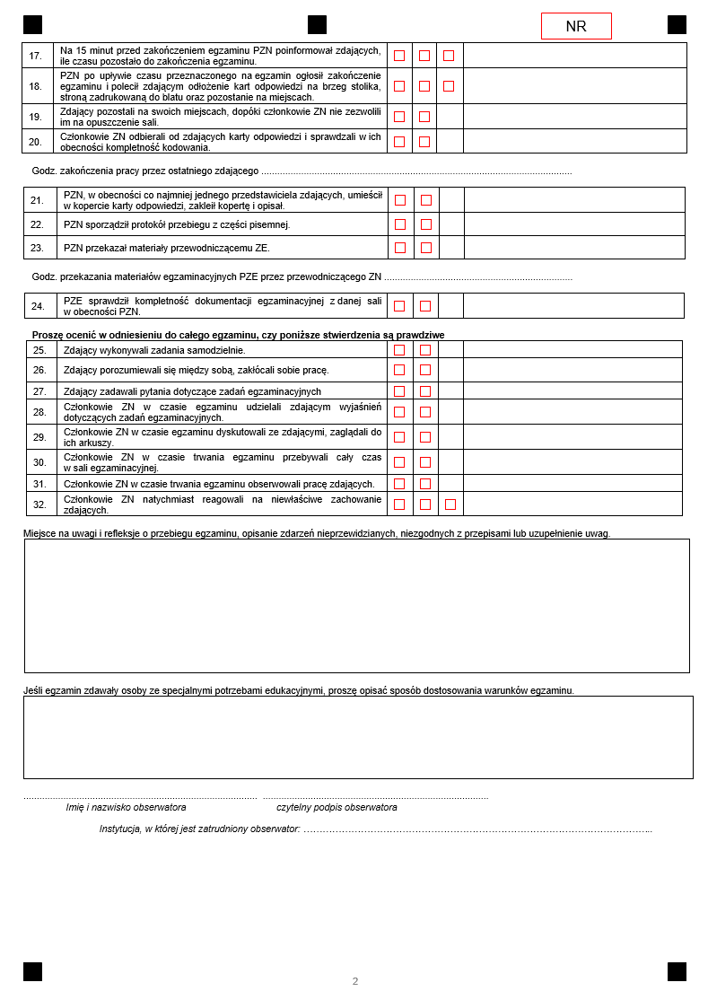 NR
17. Na 15 minut przed zakończeniem egzaminu PZN poinformował zdających,
ile czasu pozostało do zakończenia egzaminu.
18. PZN po upływie czasu przeznaczonego na egzamin ogłosił zakończenie
egzaminu i polecił zdającym odłożenie kart odpowiedzi na brzeg stolika,
stroną zadrukowaną do blatu oraz pozostanie na miejscach.
19. Zdający pozostali na swoich miejscach, dopóki członkowie ZN nie zezwolili
im na opuszczenie sali.
20. Członkowie ZN odbierali od zdających karty odpowiedzi i sprawdzali w ich
obecności kompletność kodowania.
Godz. zakończenia pracy przez ostatniego zdającego ....................................................................................................................
21. PZN, w obecności co najmniej jednego przedstawiciela zdających, umieścił
w kopercie karty odpowiedzi, zakleił kopertę i opisał.
22. PZN sporządził protokół przebiegu z części pisemnej.
23. PZN przekazał materiały przewodniczącemu ZE.
Godz. przekazania materiałów egzaminacyjnych PZE przez przewodniczącego ZN ......................................................................
24. PZE sprawdził kompletność dokumentacji egzaminacyjnej z danej sali
w obecności PZN.
Proszę ocenić w odniesieniu do całego egzaminu, czy poniższe stwierdzenia są prawdziwe
25. Zdający wykonywali zadania samodzielnie.
26. Zdający porozumiewali się między sobą, zakłócali sobie pracę.
27. Zdający zadawali pytania dotyczące zadań egzaminacyjnych
28. Członkowie ZN w czasie egzaminu udzielali zdającym wyjaśnień
dotyczących zadań egzaminacyjnych.
29. Członkowie ZN w czasie egzaminu dyskutowali ze zdającymi, zaglądali do
ich arkuszy.
30. Członkowie ZN w czasie trwania egzaminu przebywali cały czas
w sali egzaminacyjnej.
31. Członkowie ZN w czasie trwania egzaminu obserwowali pracę zdających.
32. Członkowie ZN natychmiast reagowali na niewłaściwe zachowanie
zdających.
Miejsce na uwagi i refleksje o przebiegu egzaminu, opisanie zdarzeń nieprzewidzianych, niezgodnych z przepisami lub uzupełnienie uwag.
Jeśli egzamin zdawały osoby ze specjalnymi potrzebami edukacyjnymi, proszę opisać sposób dostosowania warunków egzaminu.
....................................................................................... ....................................................................................
Imię i nazwisko obserwatora czytelny podpis obserwatora
Instytucja, w której jest zatrudniony obserwator: ……………………………………………………………………………………………...
2